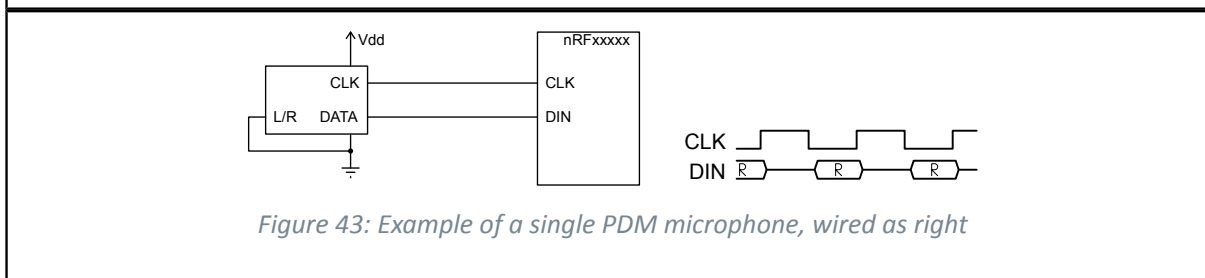 Vdd
nRFxxxxx
CLK
CLK
L/R DATA
DIN
CLK
DIN R R R
Figure 43: Example of a single PDM microphone, wired as right